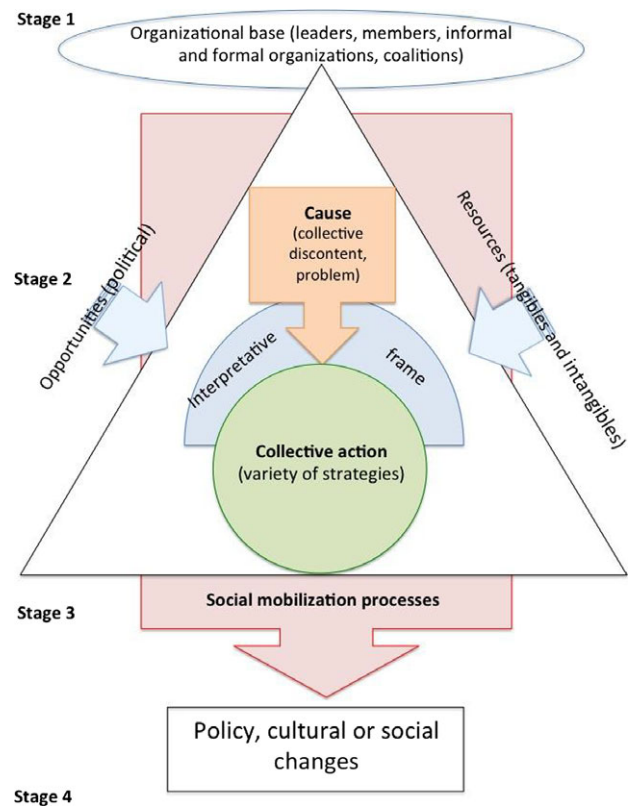 Stage 1
Organizational base (leaders, members, informal
and formal organizations, coalitions)
Cause
(collective
discontent,
problem)
Stage 2
Opportunities (political)
Resources (tangibles and intangibles)
Interpretative
frame
Collective action
(variety of strategies)
Social mobilization processes
Stage 3
Policy, cultural or social
changes
Stage 4